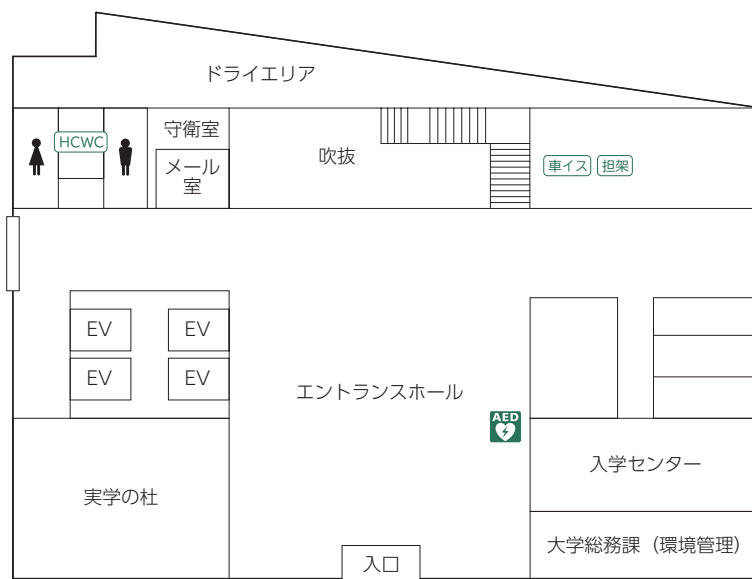 ドライエリア
HCWC
守衛室
メール
室
吹抜
車イス
担架
EV
EV
EV
EV
エントランスホール
AED
入学センター
実学の杜
大学総務課（環境管理）
入口